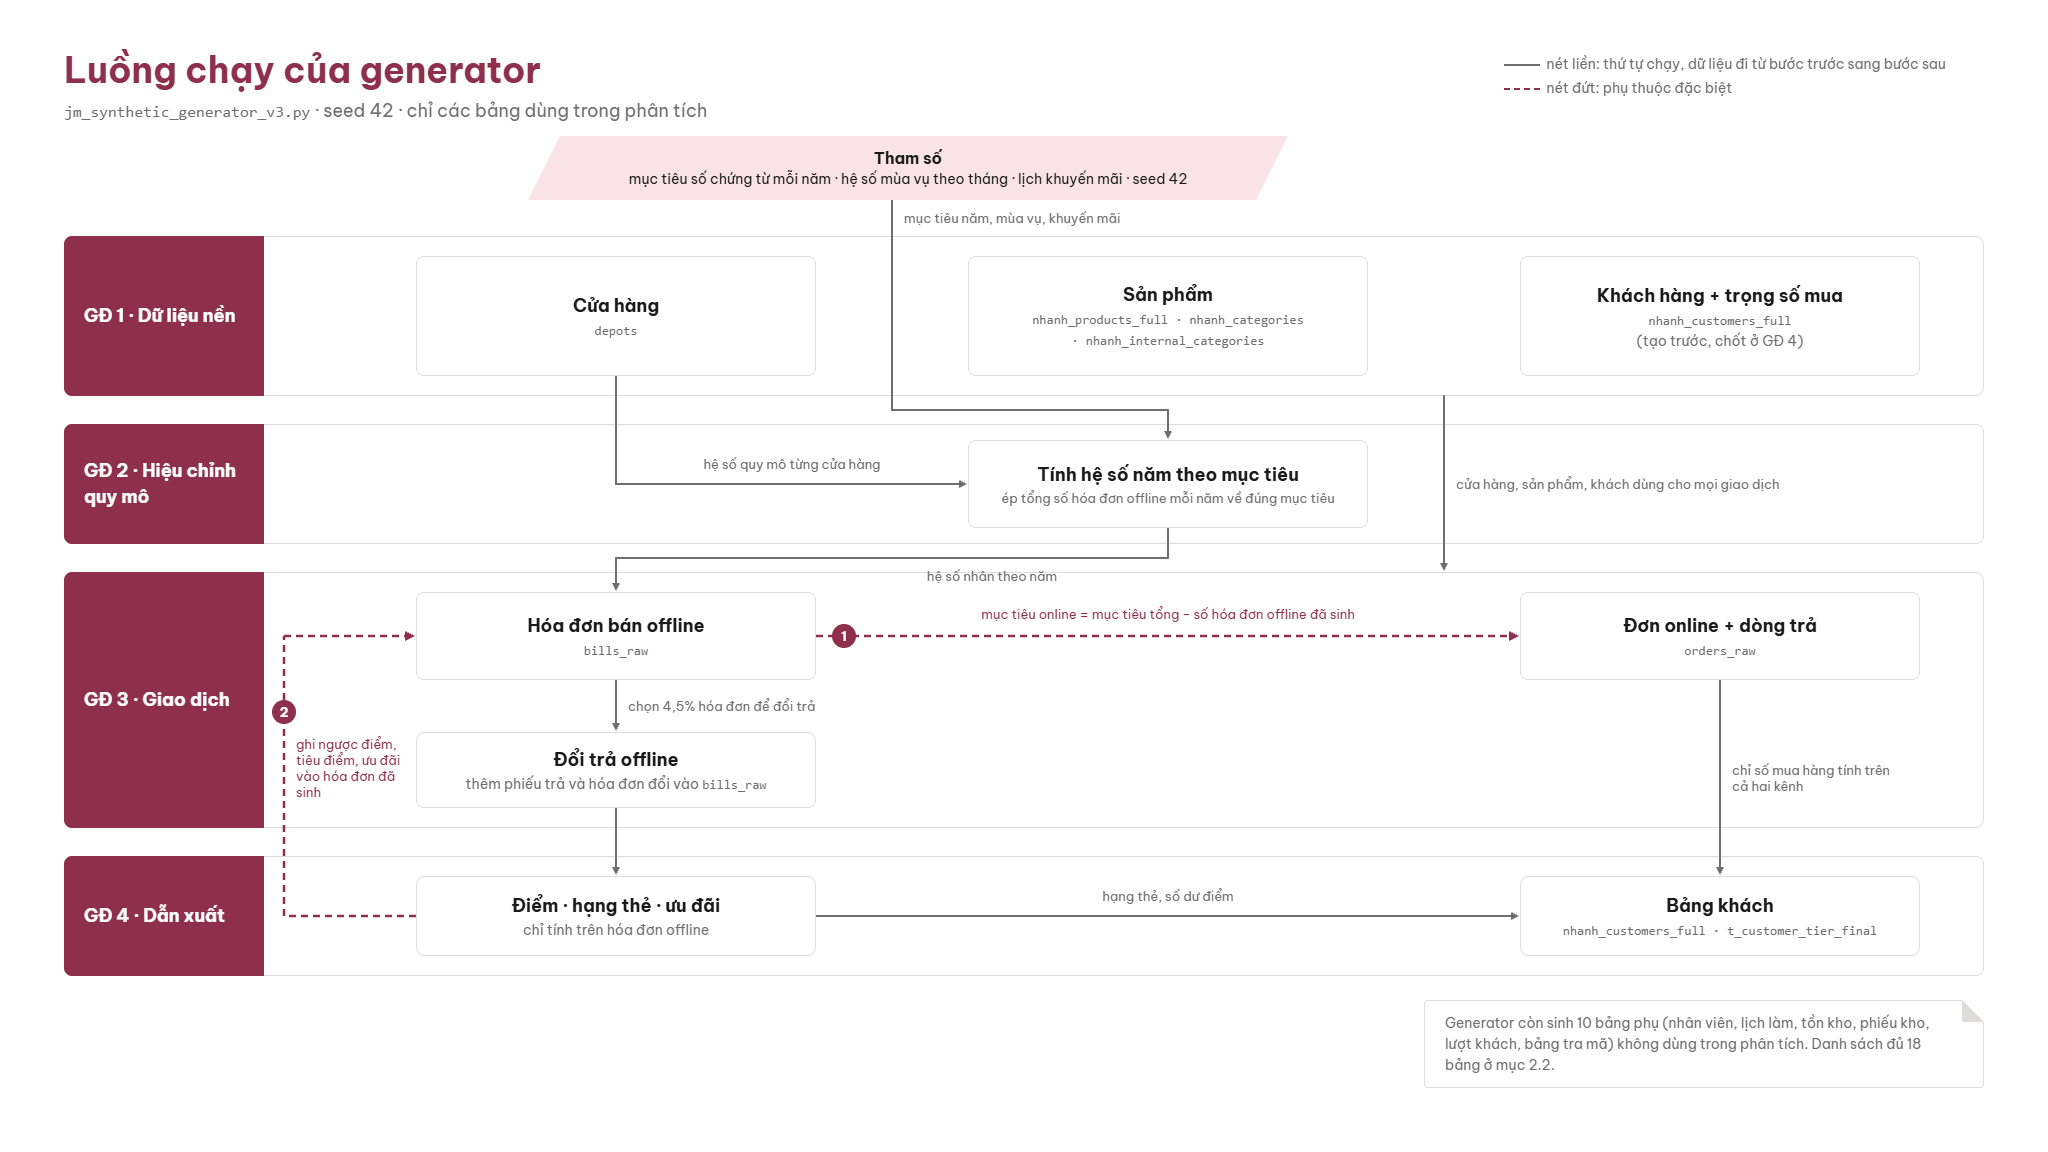 Luồng chạy của generator
jm_synthetic_generator_v3.py · seed 42 · chỉ các bảng dùng trong phân tích
nét liền: thứ tự chạy, dữ liệu đi từ bước trước sang bước sau
nét đứt: phụ thuộc đặc biệt
Tham số
mục tiêu số chứng từ mỗi năm · hệ số mùa vụ theo tháng · lịch khuyến mãi · seed 42
mục tiêu năm, mùa vụ, khuyến mãi
GĐ 1 · Dữ liệu nền
Cửa hàng
depots
Sản phẩm
nhanh_products_full · nhanh_categories
· nhanh_internal_categories
Khách hàng + trọng số mua
nhanh_customers_full
(tạo trước, chốt ở GĐ 4)
GĐ 2 · Hiệu chỉnh
quy mô
hệ số quy mô từng cửa hàng
Tính hệ số năm theo mục tiêu
ép tổng số hóa đơn offline mỗi năm về đúng mục tiêu
cửa hàng, sản phẩm, khách dùng cho mọi giao dịch
hệ số nhân theo năm
GĐ 3 · Giao dịch
Hóa đơn bán offline
bills_raw
1
mục tiêu online = mục tiêu tổng − số hóa đơn offline đã sinh
Đơn online + dòng trả
orders_raw
2
ghi ngược điểm,
tiêu điểm, ưu đãi
vào hóa đơn đã
sinh
chọn 4,5% hóa đơn để đổi trả
Đổi trả offline
thêm phiếu trả và hóa đơn đổi vào bills_raw
chỉ số mua hàng tính trên
cả hai kênh
GĐ 4 · Dẫn xuất
Điểm · hạng thẻ · ưu đãi
chỉ tính trên hóa đơn offline
hạng thẻ, số dư điểm
Bảng khách
nhanh_customers_full · t_customer_tier_final
Generator còn sinh 10 bảng phụ (nhân viên, lịch làm, tồn kho, phiếu kho,
lượt khách, bảng tra mã) không dùng trong phân tích. Danh sách đủ 18
bảng ở mục 2.2.